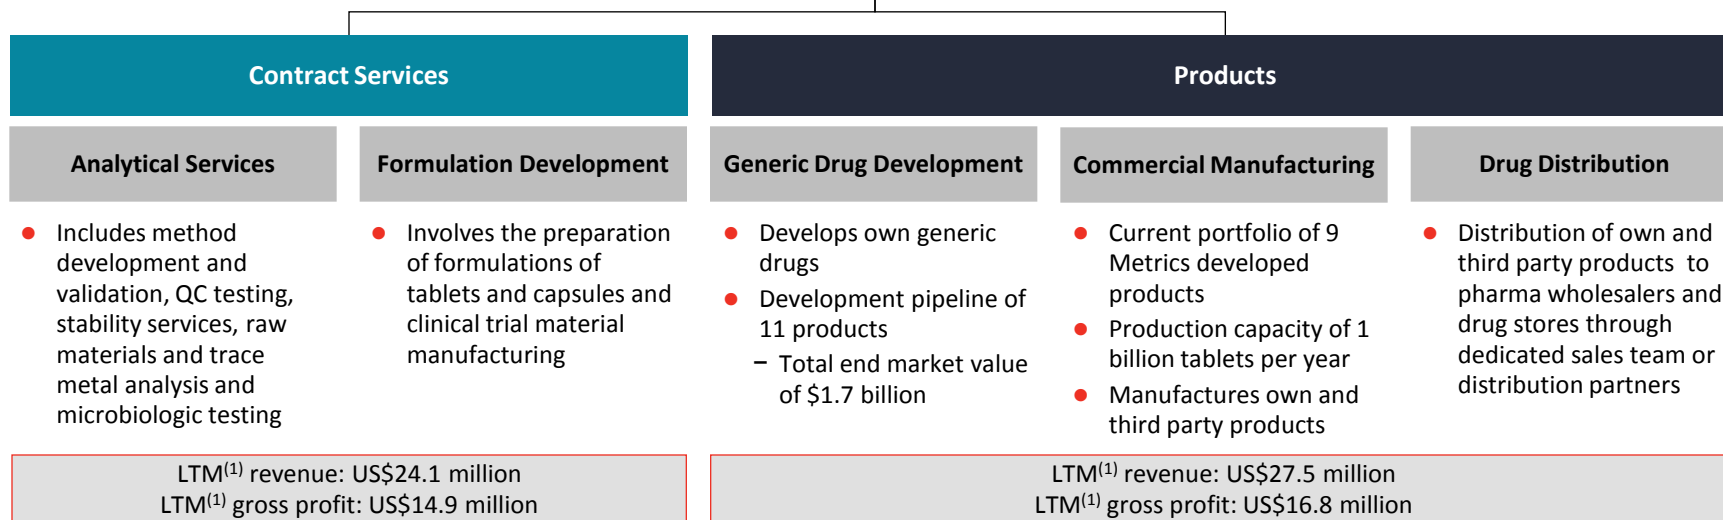 Contract Services
Products
Analytical Services
Formulation Development
Generic Drug Development
Commercial Manufacturing
Drug Distribution
● Includes method
development and
validation, QC testing,
stability services, raw
materials and trace
metal analysis and
microbiologic testing
● Involves the preparation
of formulations of
tablets and capsules and
clinical trial material
manufacturing
● Develops own generic
drugs
● Development pipeline of
11 products
– Total end market value
of $1.7 billion
● Current portfolio of 9
Metrics developed
products
● Production capacity of 1
billion tablets per year
● Manufactures own and
third party products
● Distribution of own and
third party products to
pharma wholesalers and
drug stores through
dedicated sales team or
distribution partners
LTM(1) revenue: US$24.1 million
LTM(1) gross profit: US$14.9 million
LTM(1) revenue: US$27.5 million
LTM(1) gross profit: US$16.8 million